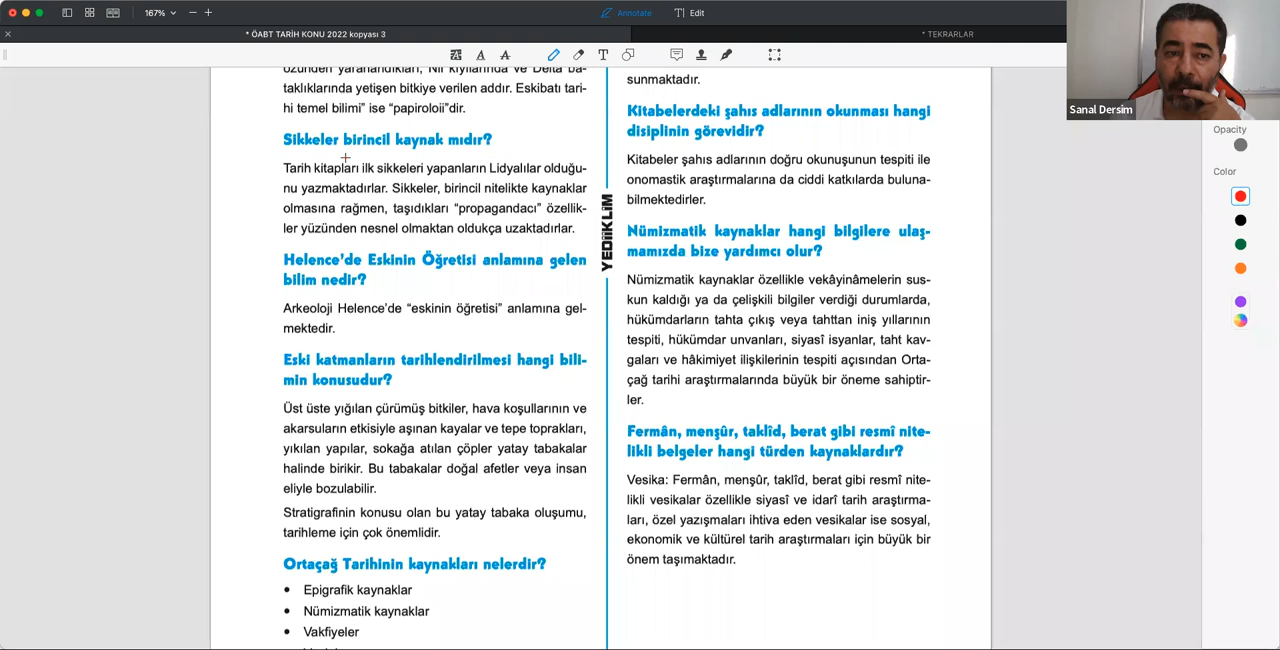 167%
Annotate
Edit
* ÖABT TARİH KONU 2022 kopyası 3
* TEKRARLAR
Sanal Dersim
Opacity
Color
özünden yararlandıkları, Nil kıyılarında ve Delta ba-
taklıklarında yetişen bitkiye verilen addır. Eskibatı tari-
hi temel bilimi” ise “papiroloji”dir.
Sikkeler birincil kaynak mıdır?
Tarih kitapları ilk sikkeleri yapanların Lidyalılar olduğu-
nu yazmaktadırlar. Sikkeler, birincil nitelikte kaynaklar
olmasına rağmen, taşıdıkları “propagandacı” özellik-
ler yüzünden nesnel olmaktan oldukça uzaktadırlar.
Helence’de Eskinin Öğretisi anlamına gelen
bilim nedir?
Arkeoloji Helence’de “eskinin öğretisi” anlamına gel-
mektedir.
Eski katmanların tarihlendirilmesi hangi bili-
min konusudur?
Üst üste yığılan çürümüş bitkiler, hava koşullarının ve
akarsuların etkisiyle aşınan kayalar ve tepe toprakları,
yıkılan yapılar, sokağa atılan çöpler yatay tabakalar
halinde birikir. Bu tabakalar doğal afetler veya insan
eliyle bozulabilir.
Stratigrafinin konusu olan bu yatay tabaka oluşumu,
tarihleme için çok önemlidir.
Ortaçağ Tarihinin kaynakları nelerdir?
• Epigrafik kaynaklar
• Nümizmatik kaynaklar
• Vakfiyeler
YEDİİKLİM
sunmaktadır.
Kitabelerdeki şahıs adlarının okunması hangi
disiplinin görevidir?
Kitabeler şahıs adlarının doğru okunuşunun tespiti ile
onomastik araştırmalarına da ciddi katkılarda buluna-
bilmektedirler.
Nümizmatik kaynaklar hangi bilgilere ulaş-
mamızda bize yardımcı olur?
Nümizmatik kaynaklar özellikle vekâyinâmelerin sus-
kun kaldığı ya da çelişkili bilgiler verdiği durumlarda,
hükümdarların tahta çıkış veya tahttan iniş yıllarının
tespiti, hükümdar unvanları, siyasî isyanlar, taht kav-
gaları ve hâkimiyet ilişkilerinin tespiti açısından Orta-
çağ tarihi araştırmalarında büyük bir öneme sahiptir-
ler.
Fermân, menşûr, taklîd, berat gibi resmî nite-
likli belgeler hangi türden kaynaklardır?
Vesika: Fermân, menşûr, taklîd, berat gibi resmî nite-
likli vesikalar özellikle siyasî ve idarî tarih araştırma-
ları, özel yazışmaları ihtiva eden vesikalar ise sosyal,
ekonomik ve kültürel tarih araştırmaları için büyük bir
önem taşımaktadır.